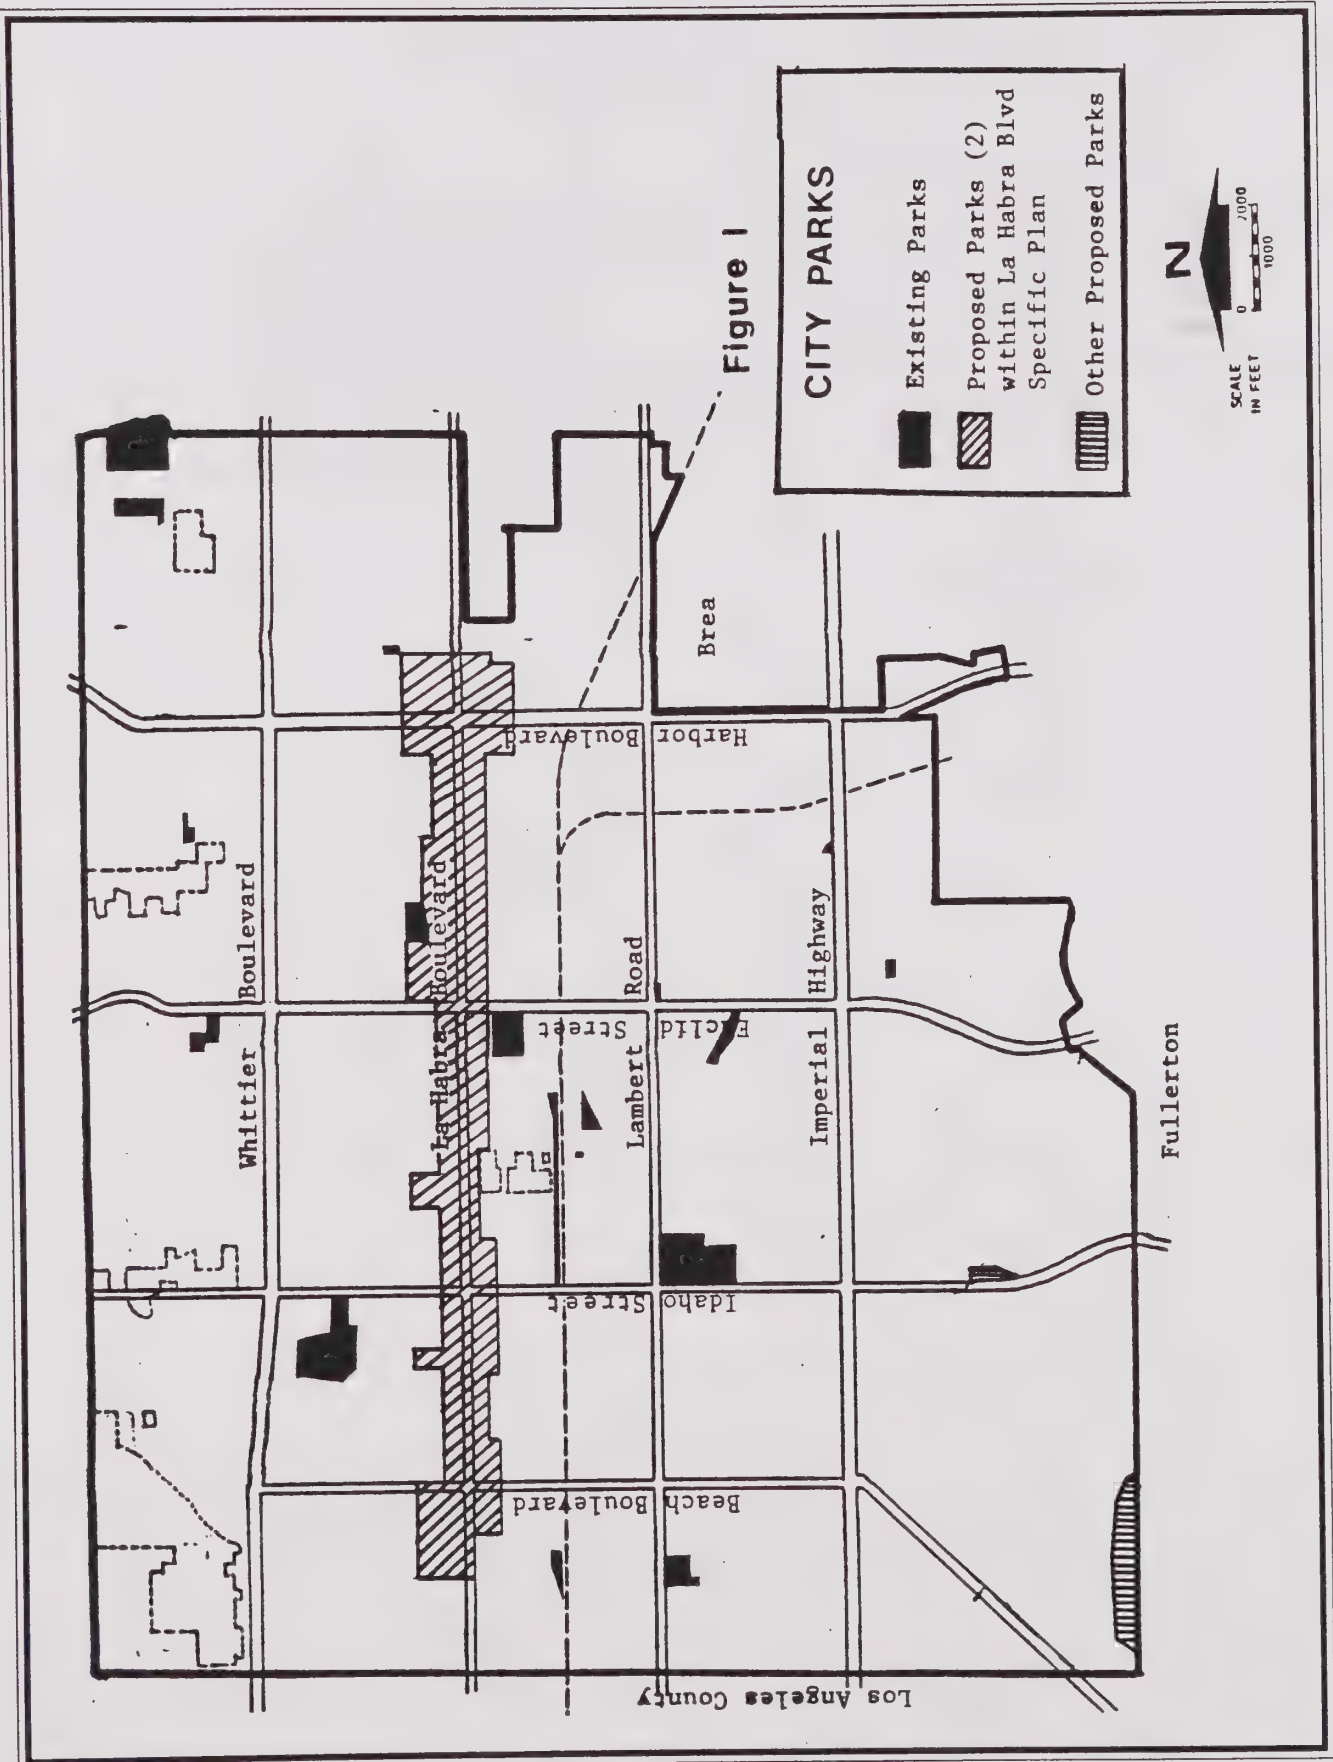 Figure 1
CITY PARKS
Existing Parks
Proposed Parks (2)
within La Habra Blvd
Specific Plan
Other Proposed Parks
N
SCALE
IN FEET
0
1000
2000
Whittier Boulevard
La Habra Boulevard
Lambert Road
Imperial Highway
Los Angeles County
Beach Boulevard
Idaho Street
Euclid Street
Harbor Boulevard
Brea
Fullerton